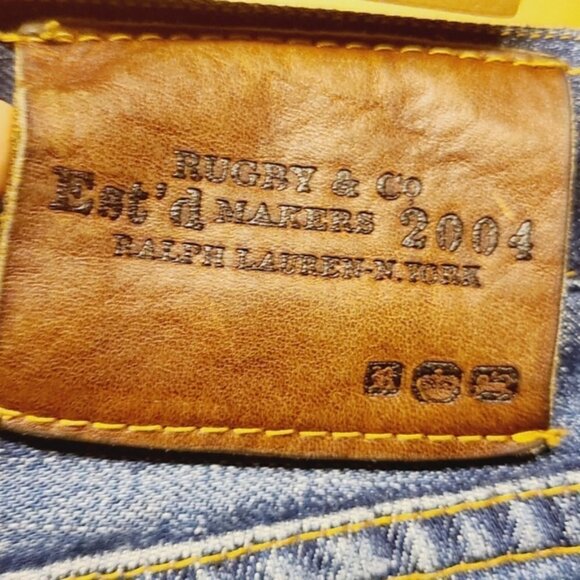 RUGBY & Co
Est'd MAKERS 2004
RALPH LAUREN-N. YORK